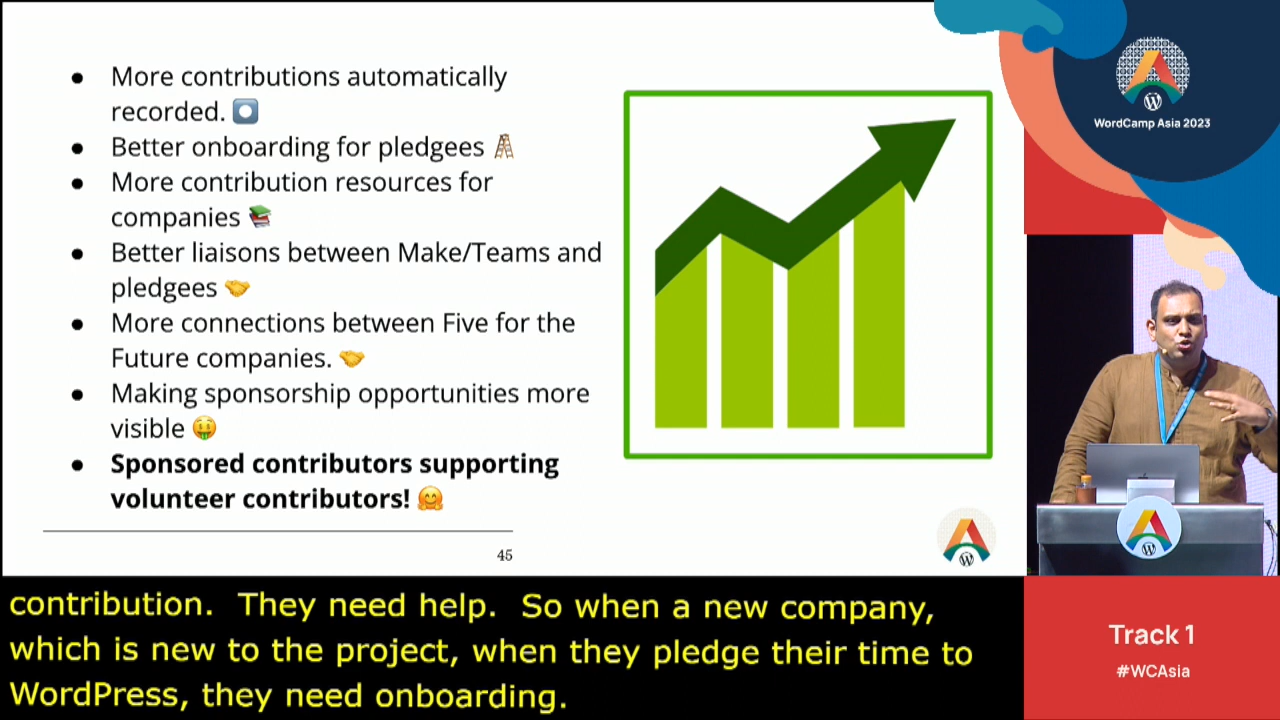 ● More contributions automatically
recorded. ⏺️
● Better onboarding for pledgees 🪜
● More contribution resources for
companies 📚
● Better liaisons between Make/Teams and
pledgees 🤝
● More connections between Five for the
Future companies. 🤝
● Making sponsorship opportunities more
visible 🤑
● Sponsored contributors supporting
volunteer contributors! 🤗
45
WordCamp Asia 2023
contribution.  They need help.  So when a new company,
which is new to the project, when they pledge their time to
WordPress, they need onboarding.
Track 1
#WCAsia